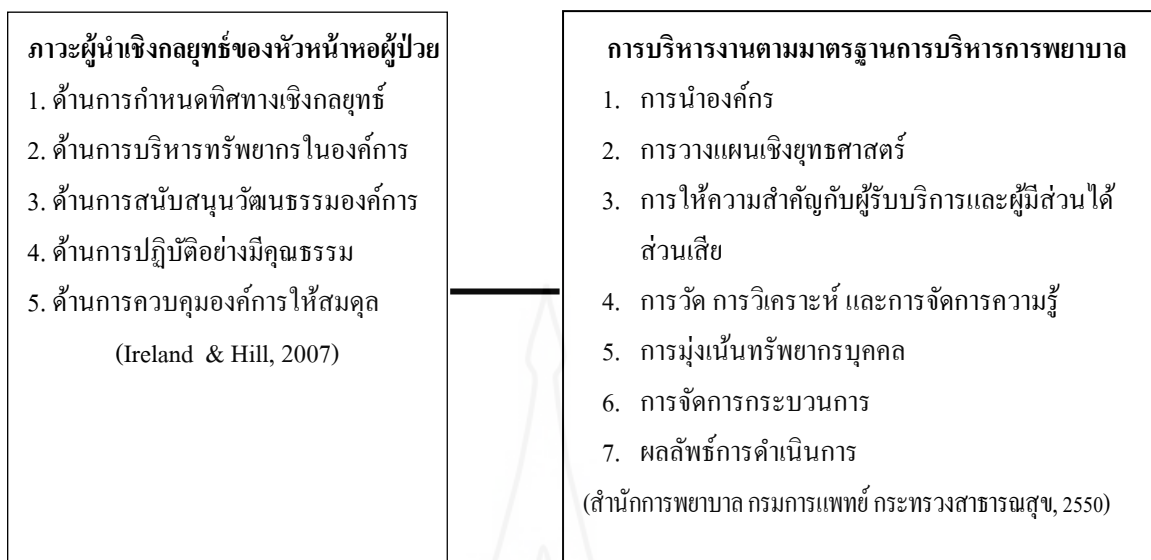 ภาวะผู้นำเชิงกลยุทธ์ของหัวหน้าหอผู้ป่วย
1. ด้านการกำหนดทิศทางเชิงกลยุทธ์
2. ด้านการบริหารทรัพยากรในองค์การ
3. ด้านการสนับสนุนวัฒนธรรมองค์การ
4. ด้านการปฏิบัติอย่างมีคุณธรรม
5. ด้านการควบคุมองค์การให้สมดุล
(Ireland & Hill, 2007)
การบริหารงานตามมาตรฐานการบริหารการพยาบาล
1. การนำองค์กร
2. การวางแผนเชิงยุทธศาสตร์
3. การให้ความสำคัญกับผู้รับบริการและผู้มีส่วนได้
ส่วนเสีย
4. การวัด การวิเคราะห์ และการจัดการความรู้
5. การมุ่งเน้นทรัพยากรบุคคล
6. การจัดการกระบวนการ
7. ผลลัพธ์การดำเนินการ
(สำนักการพยาบาล กรมการแพทย์ กระทรวงสาธารณสุข, 2550)